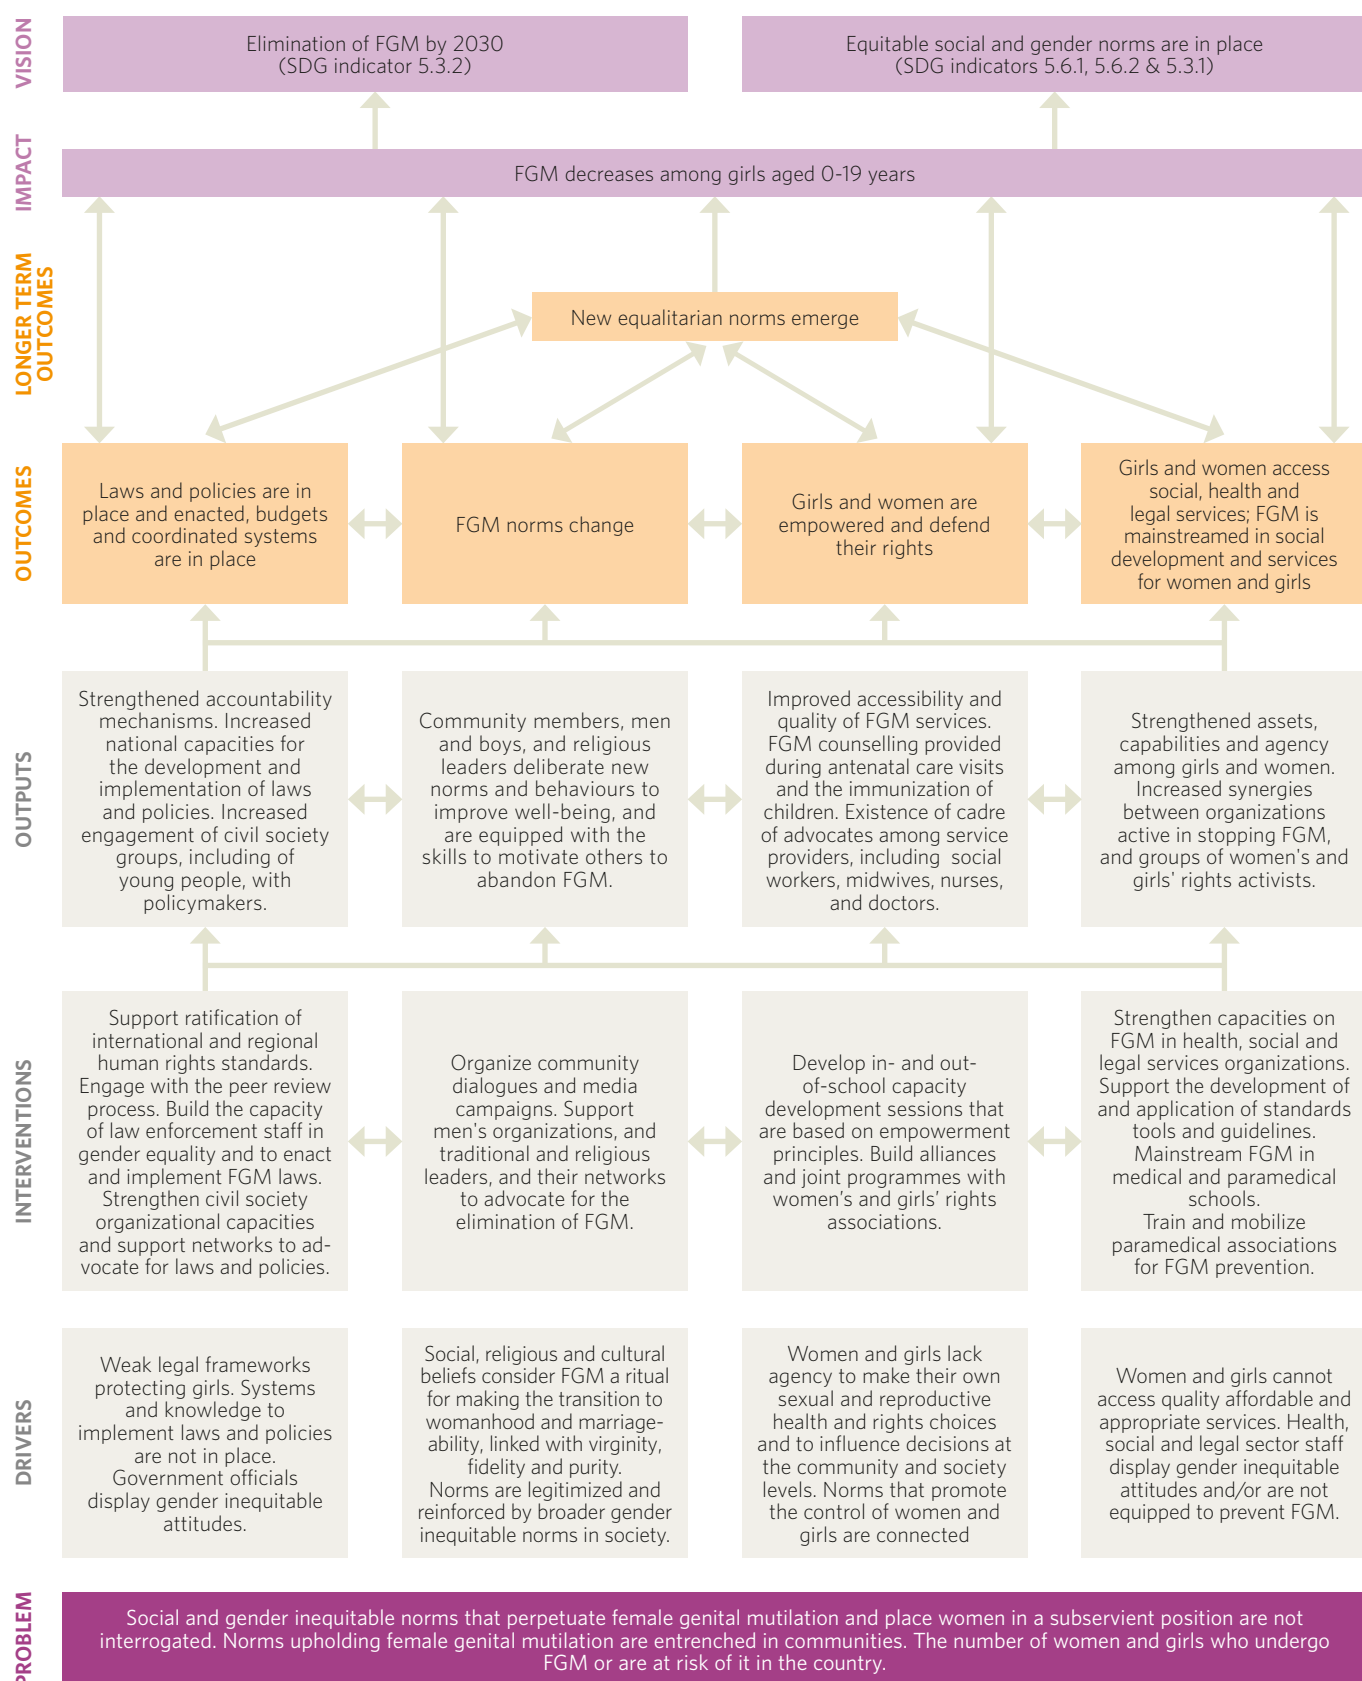 VISION
Elimination of FGM by 2030
(SDG indicator 5.3.2)
Equitable social and gender norms are in place
(SDG indicators 5.6.1, 5.6.2 & 5.3.1)
IMPACT
FGM decreases among girls aged 0-19 years
LONGER TERM
OUTCOMES
New equalitarian norms emerge
OUTCOMES
Laws and policies are in
place and enacted, budgets
and coordinated systems
are in place
FGM norms change
Girls and women are
empowered and defend
their rights
Girls and women access
social, health and
legal services; FGM is
mainstreamed in social
development and services
for women and girls
OUTPUTS
Strengthened accountability
mechanisms. Increased
national capacities for
the development and
implementation of laws
and policies. Increased
engagement of civil society
groups, including of
young people, with
policymakers.
Community members, men
and boys, and religious
leaders deliberate new
norms and behaviours to
improve well-being, and
are equipped with the
skills to motivate others to
abandon FGM.
Improved accessibility and
quality of FGM services.
FGM counselling provided
during antenatal care visits
and the immunization of
children. Existence of cadre
of advocates among service
providers, including social
workers, midwives, nurses,
and doctors.
Strengthened assets,
capabilities and agency
among girls and women.
Increased synergies
between organizations
active in stopping FGM,
and groups of women's and
girls' rights activists.
INTERVENTIONS
Support ratification of
international and regional
human rights standards.
Engage with the peer review
process. Build the capacity
of law enforcement staff in
gender equality and to enact
and implement FGM laws.
Strengthen civil society
organizational capacities
and support networks to ad-
vocate for laws and policies.
Organize community
dialogues and media
campaigns. Support
men's organizations, and
traditional and religious
leaders, and their networks
to advocate for the
elimination of FGM.
Develop in- and out-
of-school capacity
development sessions that
are based on empowerment
principles. Build alliances
and joint programmes with
women’s and girls’ rights
associations.
Strengthen capacities on
FGM in health, social and
legal services organizations.
Support the development of
and application of standards
tools and guidelines.
Mainstream FGM in
medical and paramedical
schools.
Train and mobilize
paramedical associations
for FGM prevention.
DRIVERS
Weak legal frameworks
protecting girls. Systems
and knowledge to
implement laws and policies
are not in place.
Government officials
display gender inequitable
attitudes.
Social, religious and cultural
beliefs consider FGM a ritual
for making the transition to
womanhood and marriage-
ability, linked with virginity,
fidelity and purity.
Norms are legitimized and
reinforced by broader gender
inequitable norms in society.
Women and girls lack
agency to make their own
sexual and reproductive
health and rights choices
and to influence decisions at
the community and society
levels. Norms that promote
the control of women and
girls are connected
Women and girls cannot
access quality affordable and
appropriate services. Health,
social and legal sector staff
display gender inequitable
attitudes and/or are not
equipped to prevent FGM.
PROBLEM
Social and gender inequitable norms that perpetuate female genital mutilation and place women in a subservient position are not
interrogated. Norms upholding female genital mutilation are entrenched in communities. The number of women and girls who undergo
FGM or are at risk of it in the country.